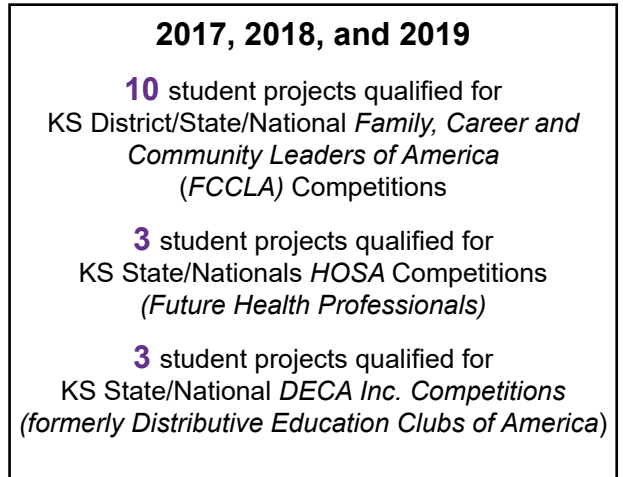 2017, 2018, and 2019
10 student projects qualified for
KS District/State/National Family, Career and
Community Leaders of America
(FCCLA) Competitions
3 student projects qualified for
KS State/Nationals HOSA Competitions
(Future Health Professionals)
3 student projects qualified for
KS State/National DECA Inc. Competitions
(formerly Distributive Education Clubs of America)